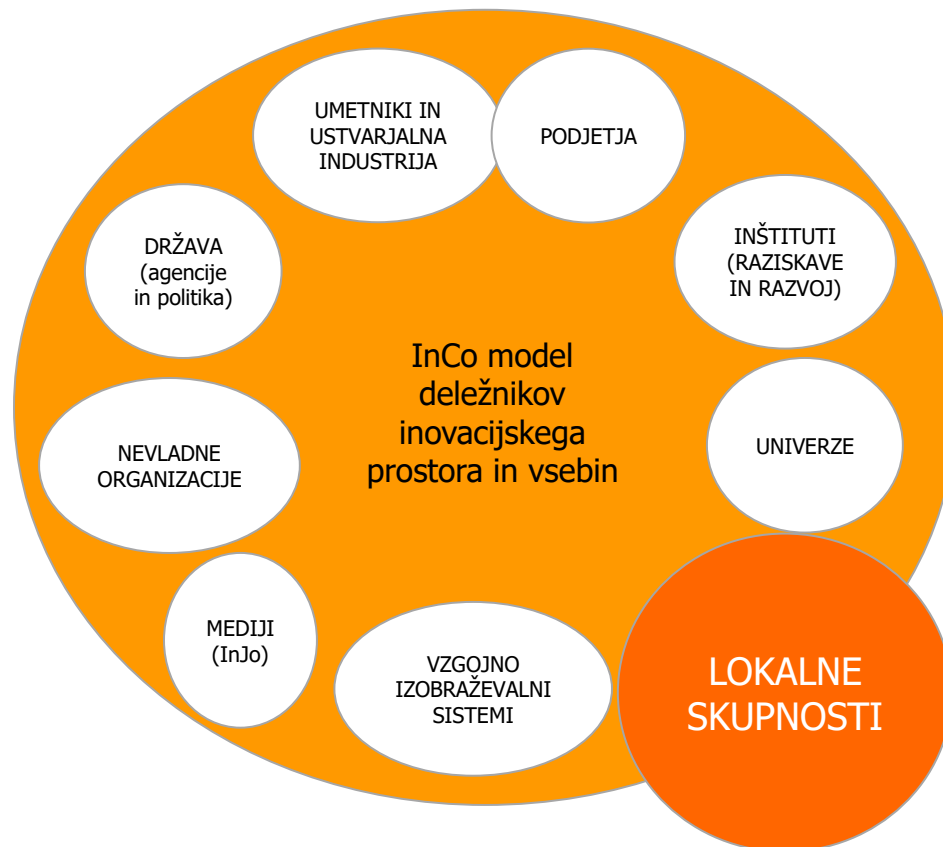 UMETNIKI IN
USTVARJALNA
INDUSTRIJA
PODJETJA
DRŽAVA
(agencije
in politika)
INŠTITUTI
(RAZISKAVE
IN RAZVOJ)
InCo model
deležnikov
inovacijskega
prostora in vsebin
NEVLADNE
ORGANIZACIJE
UNIVERZE
MEDIJI
(InJo)
VZGOJNO
IZOBRAŽEVALNI
SISTEMI
LOKALNE
SKUPNOSTI